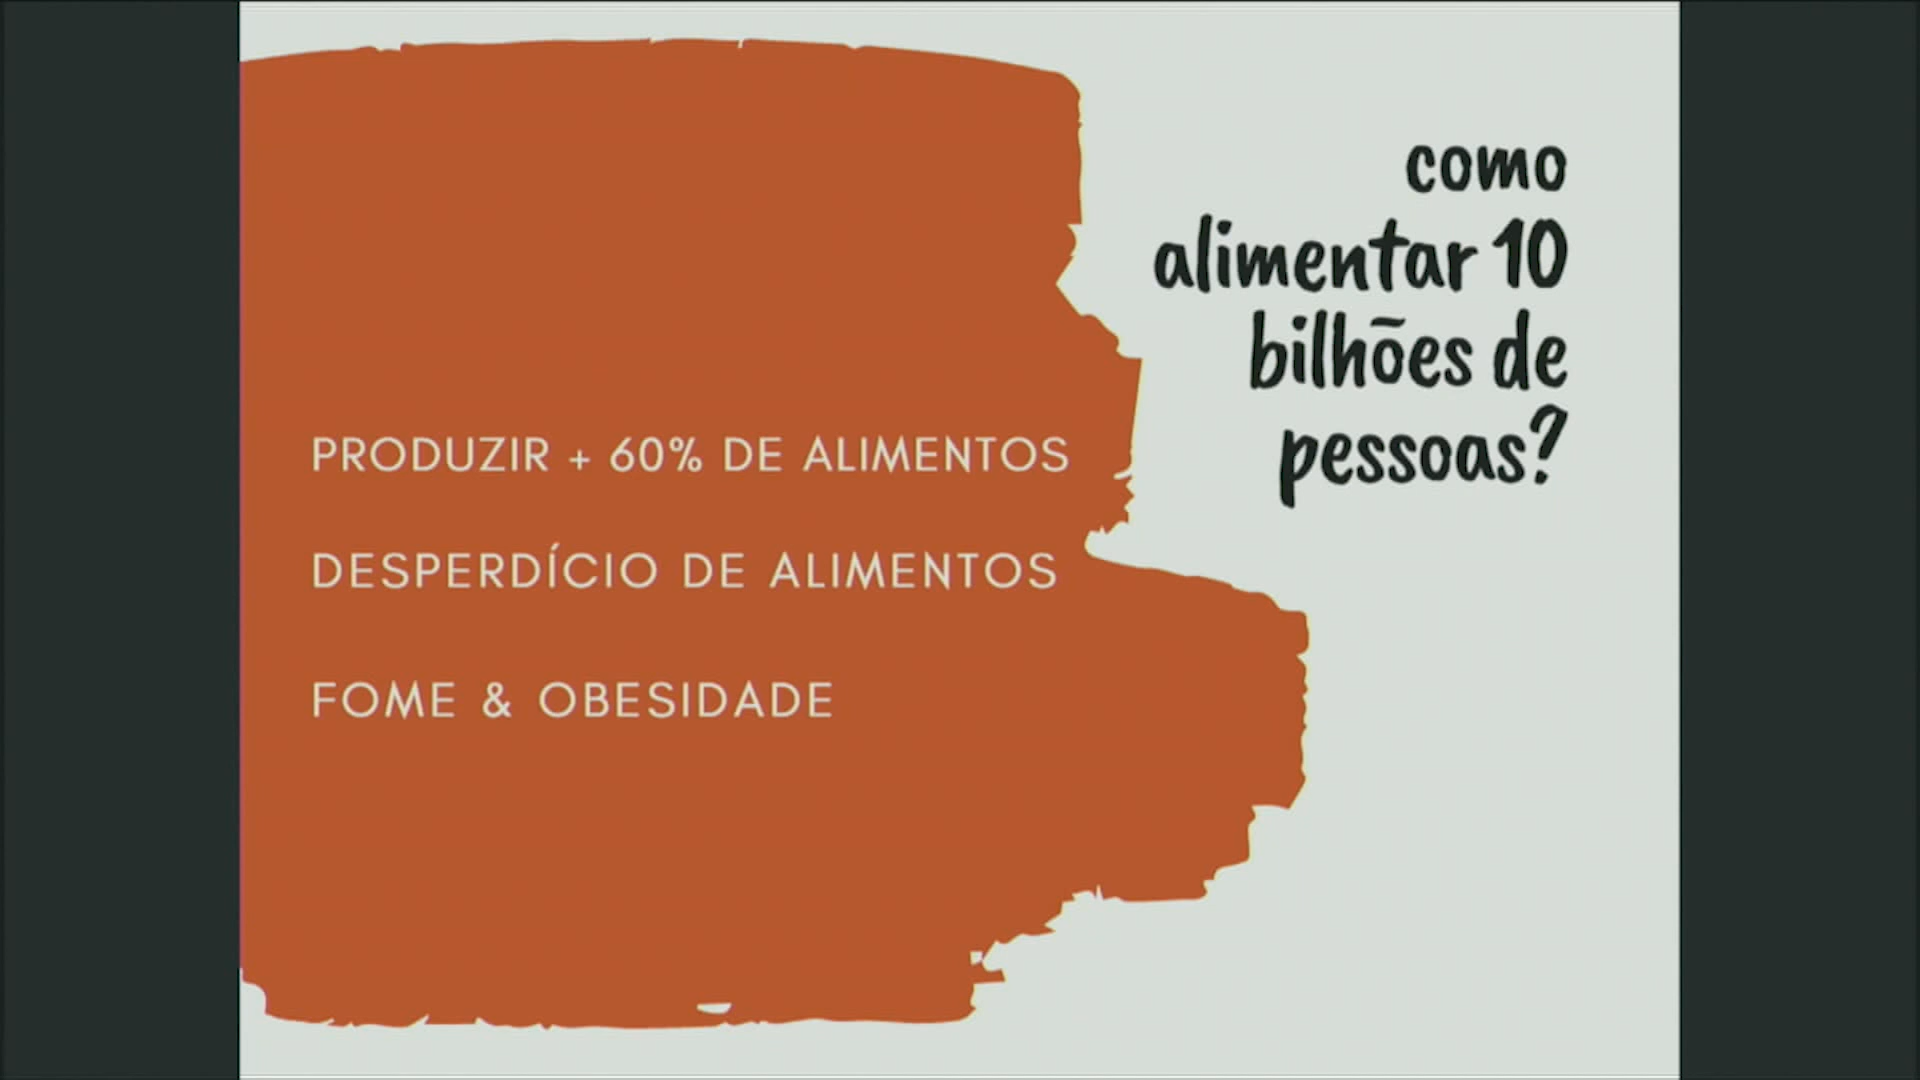 como
alimentar 10
bilhões de
pessoas?
PRODUZIR + 60% DE ALIMENTOS
DESPERDÍCIO DE ALIMENTOS
FOME & OBESIDADE